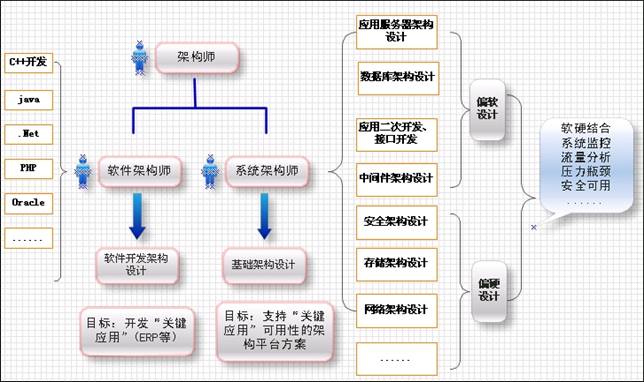 架构师
C++开发
java
.Net
PHP
Oracle
......
软件架构师
系统架构师
软件开发架构
设计
基础架构设计
目标：开发“关键
应用”（ERP等）
目标：支持“关键
应用”可用性的架
构平台方案
应用服务器架构
设计
数据库架构设计
应用二次开发、
接口开发
中间件架构设计
安全架构设计
存储架构设计
网络架构设计
......
偏软
设计
偏硬
设计
软硬结合
系统监控
流量分析
压力瓶颈
安全可用
......